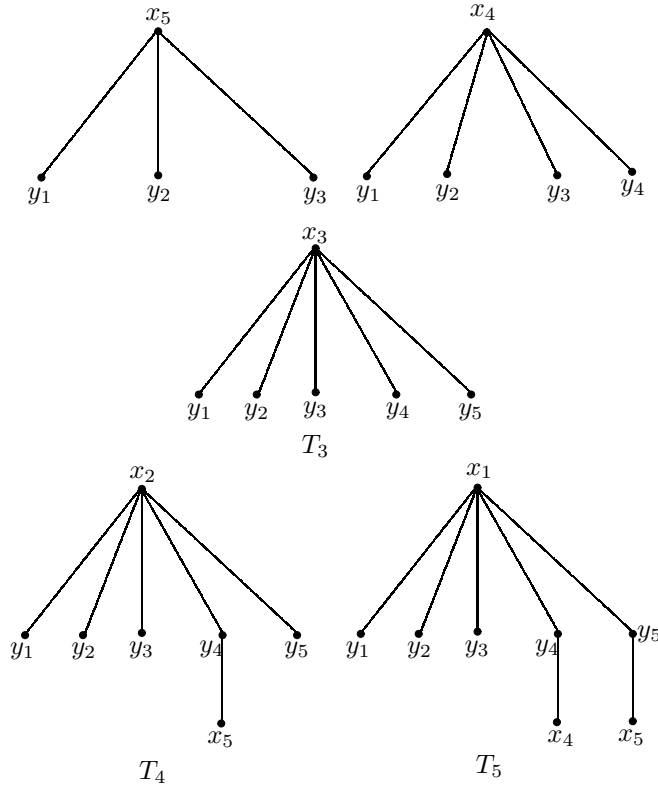 x₅ x₄
y₁ y₂ y₃ y₁ y₂ y₃ y₄
x₃
y₁ y₂ y₃ y₄ y₅
T₃
x₂ x₁
y₁ y₂ y₃ y₄ y₅ y₁ y₂ y₃ y₄ y₅
x₅ x₄ x₅
T₄ T₅